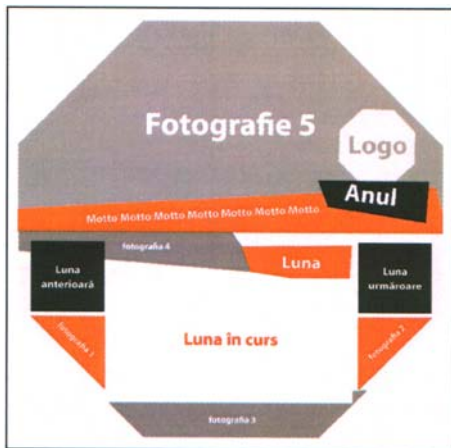 Fotografie 5
Logo
Anul
Motto Motto Motto Motto Motto Motto Motto
fotografia 4
Luna
Luna
anterioară
Luna
următoare
fotografia 1
Luna în curs
fotografia 2
fotografia 3